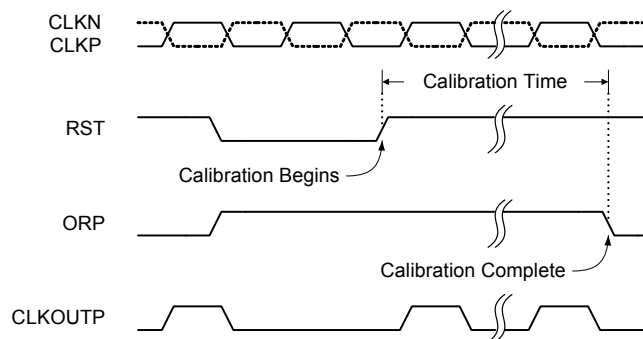 CLKN
CLKP
Calibration Time
RST
Calibration Begins
ORP
Calibration Complete
CLKOUTP